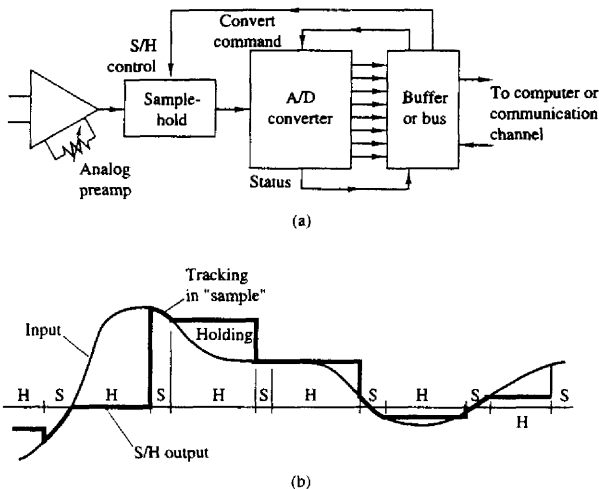 Convert
command
S/H
control
Sample-
hold
A/D
converter
Buffer
or bus
To computer or
communication
channel
Analog
preamp
Status
(a)
Tracking
in "sample"
Input
Holding
H S H S H S H S H S S
H
S/H output
(b)